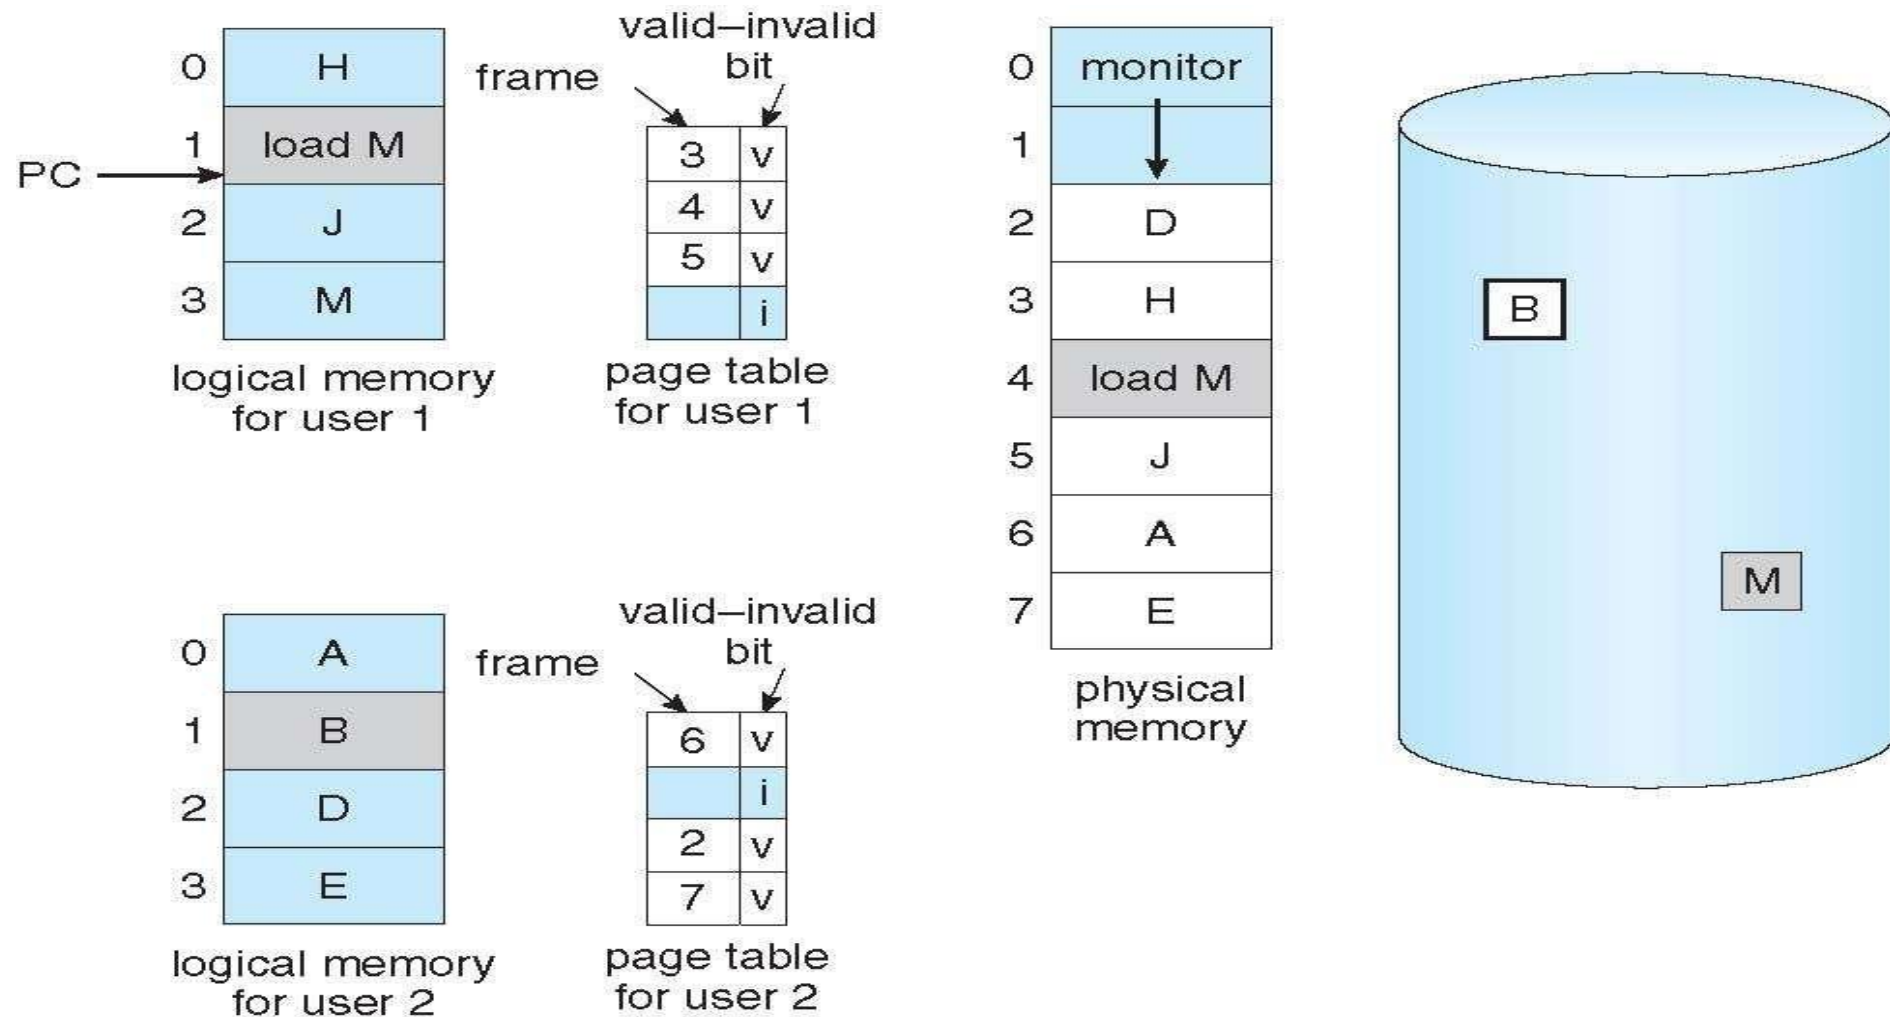 0 H
1 load M
PC
2 J
3 M
logical memory
for user 1
valid–invalid
bit
frame
3 v
4 v
5 v
i
page table
for user 1
0 monitor
1
2 D
3 H
4 load M
5 J
6 A
7 E
physical
memory
B
M
0 A
1 B
2 D
3 E
logical memory
for user 2
valid–invalid
bit
frame
6 v
i
2 v
7 v
page table
for user 2